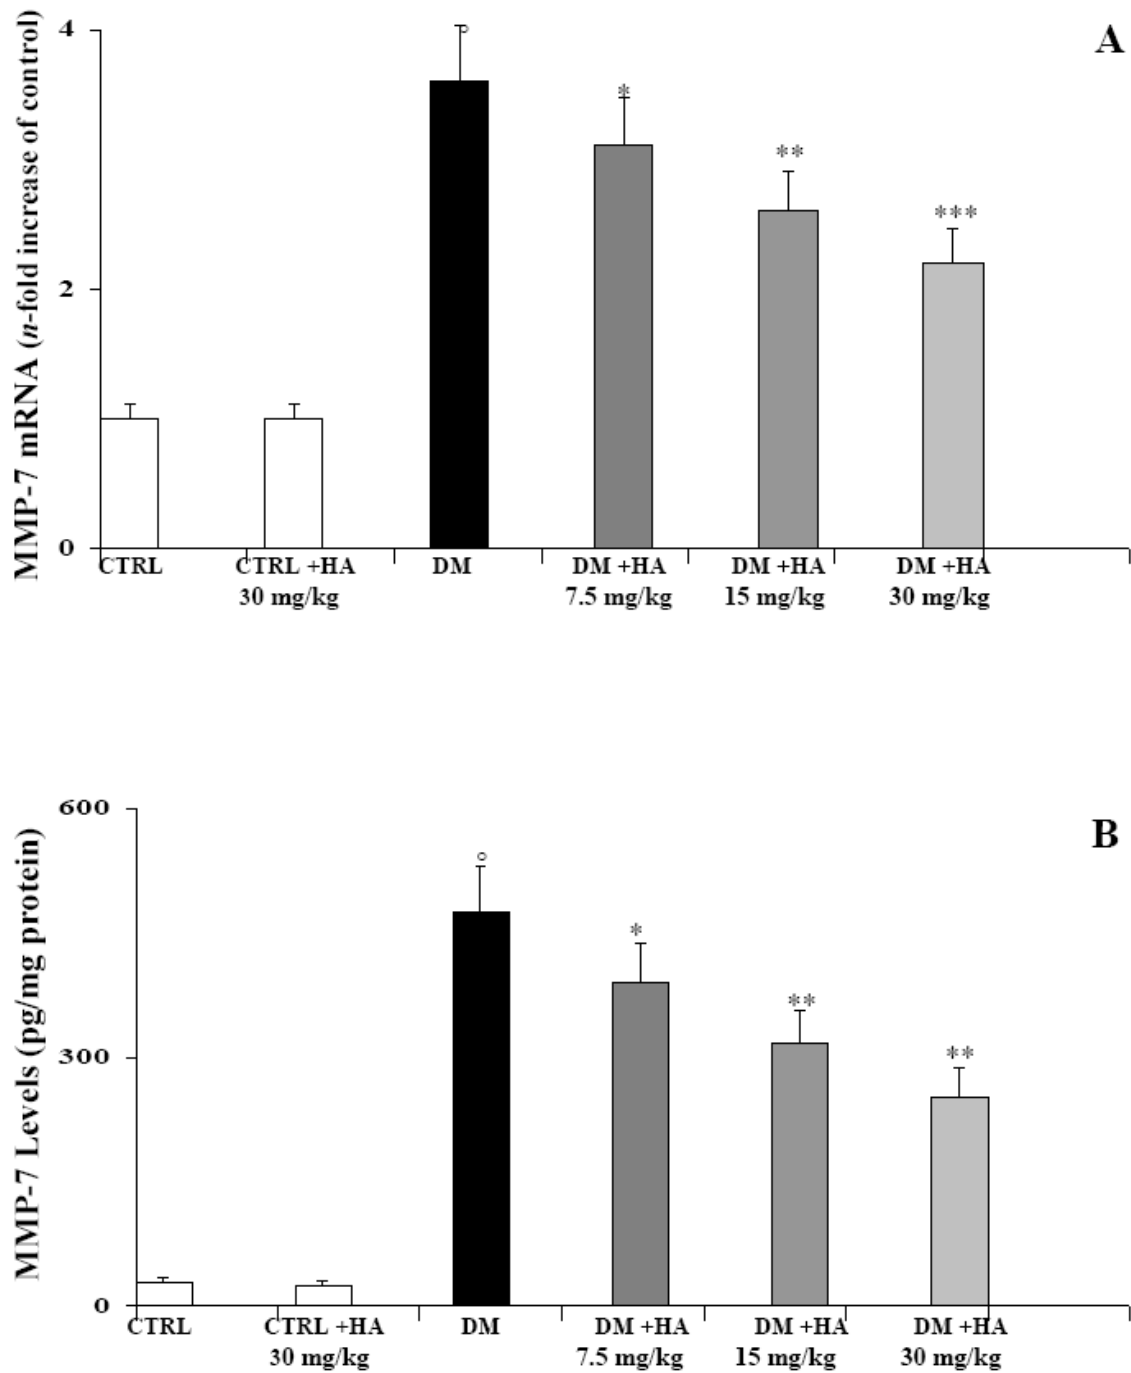 A
MMP-7 mRNA (n-fold increase of control)
4
2
0
°
*
**
***
CTRL
CTRL +HA
30 mg/kg
DM
DM +HA
7.5 mg/kg
DM +HA
15 mg/kg
DM +HA
30 mg/kg
B
MMP-7 Levels (pg/mg protein)
600
300
0
°
*
**
**
CTRL
CTRL +HA
30 mg/kg
DM
DM +HA
7.5 mg/kg
DM +HA
15 mg/kg
DM +HA
30 mg/kg